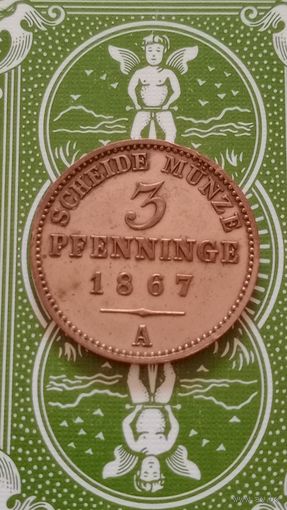 SCHEIDE MÜNZE
3
PFENNINGE
1867
A